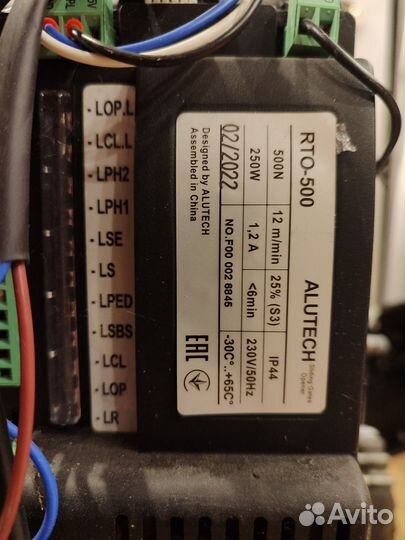 5V
- LOP.L
- LCL.L
- LPH2
- LPH1
- LSE
- LS
- LPED
- LSBS
- LCL
- LOP
- LR
RTO-500 ALUTECH Sliding Gates Opener
500N 12 m/min 25% (S3) IP44
250W 1,2 A <6min 230V/50Hz
02/2022 NO.F00 002 8845 -30C°..+65C°
Designed by ALUTECH
Assembled in China
EAC
Avito